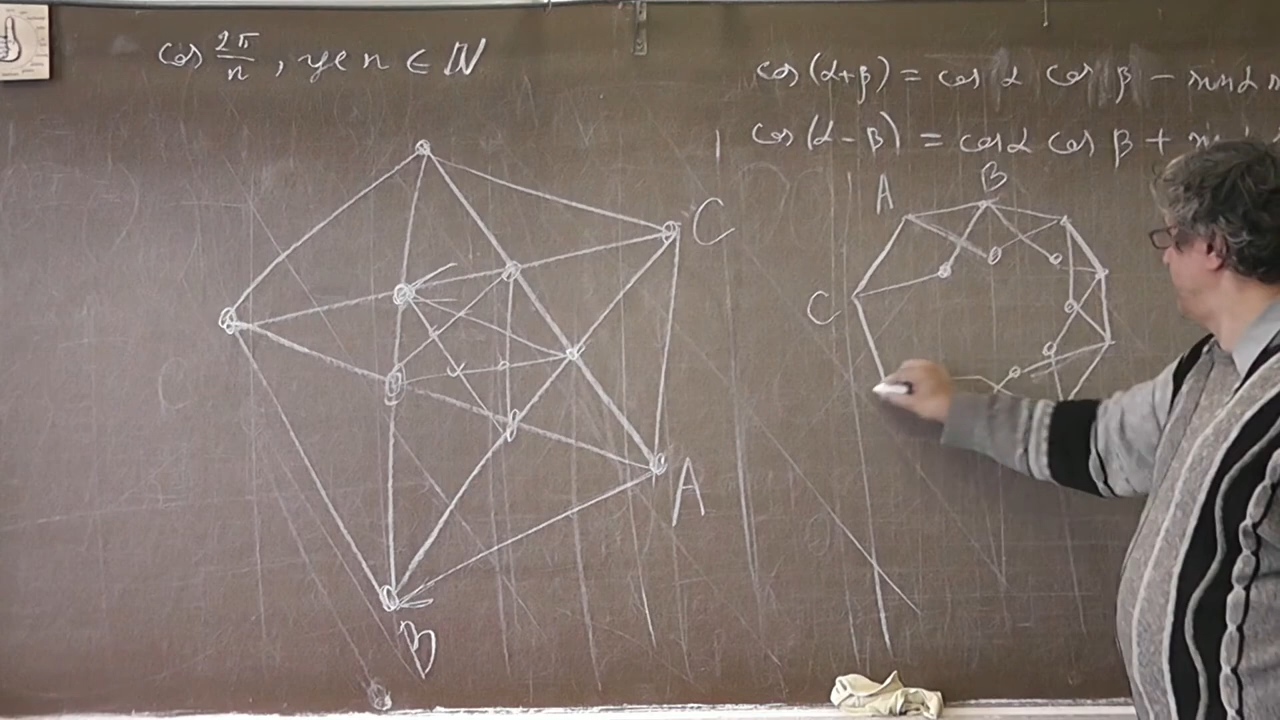 cos 2π/n, где n ∈ ℕ
cos(α+β) = cos α cos β − sin α
cos(α−β) = cos α cos β +
A
B
C
C
A
B